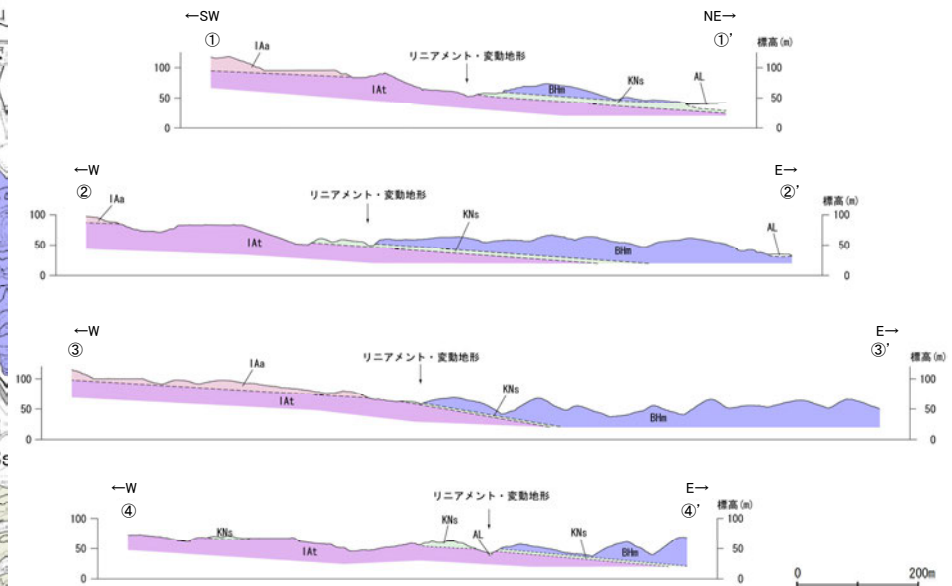 ←SW NE→
① ①’ 標高(m)
リニアメント・変動地形
IAa IAt BHm KNs AL
100 100
50 50
0 0
←W E→
② ②’ 標高(m)
リニアメント・変動地形
IAa IAt KNs BHm AL
100 100
50 50
0 0
←W E→
③ ③’ 標高(m)
リニアメント・変動地形
IAa IAt KNs BHm
100 100
50 50
0 0
←W E→
④ ④’ 標高(m)
リニアメント・変動地形
KNs IAt KNs AL KNs BHm
100 100
50 50
0 0
0 200m